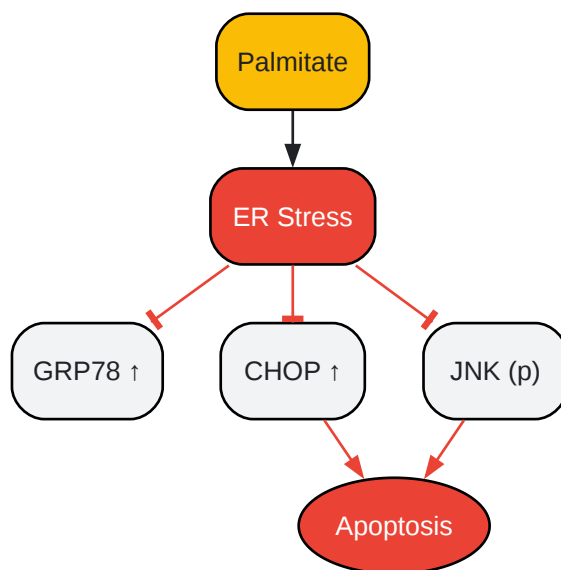 Palmitate
ER Stress
GRP78 ↑
CHOP ↑
JNK (p)
Apoptosis